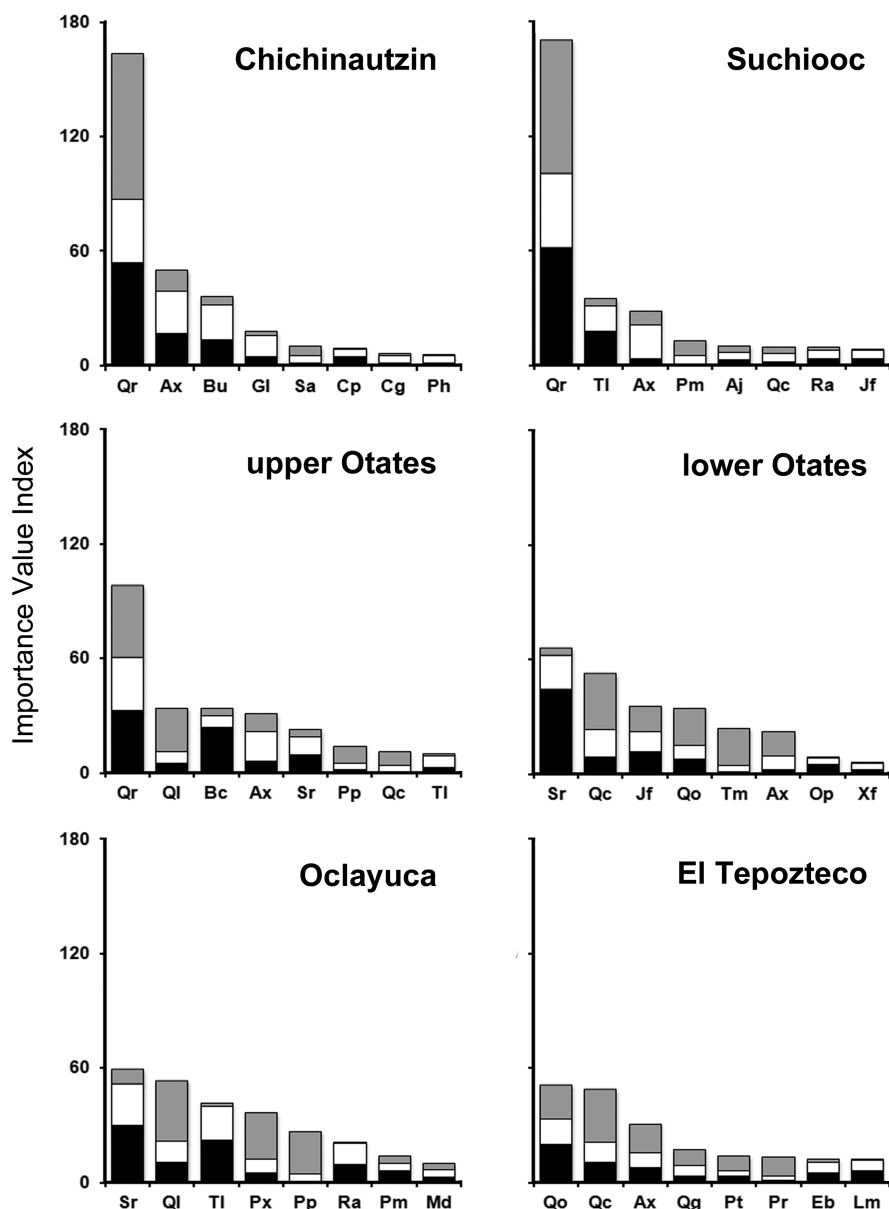 Importance Value Index
Chichinautzin
180
120
60
0
Qr Ax Bu Gl Sa Cp Cg Ph
Suchiooc
Qr Tl Ax Pm Aj Qc Ra Jf
upper Otates
180
120
60
0
Qr Ql Bc Ax Sr Pp Qc Tl
lower Otates
Sr Qc Jf Qo Tm Ax Op Xf
Oclayuca
180
120
60
0
Sr Ql Tl Px Pp Ra Pm Md
El Tepozteco
Qo Qc Ax Qg Pt Pr Eb Lm